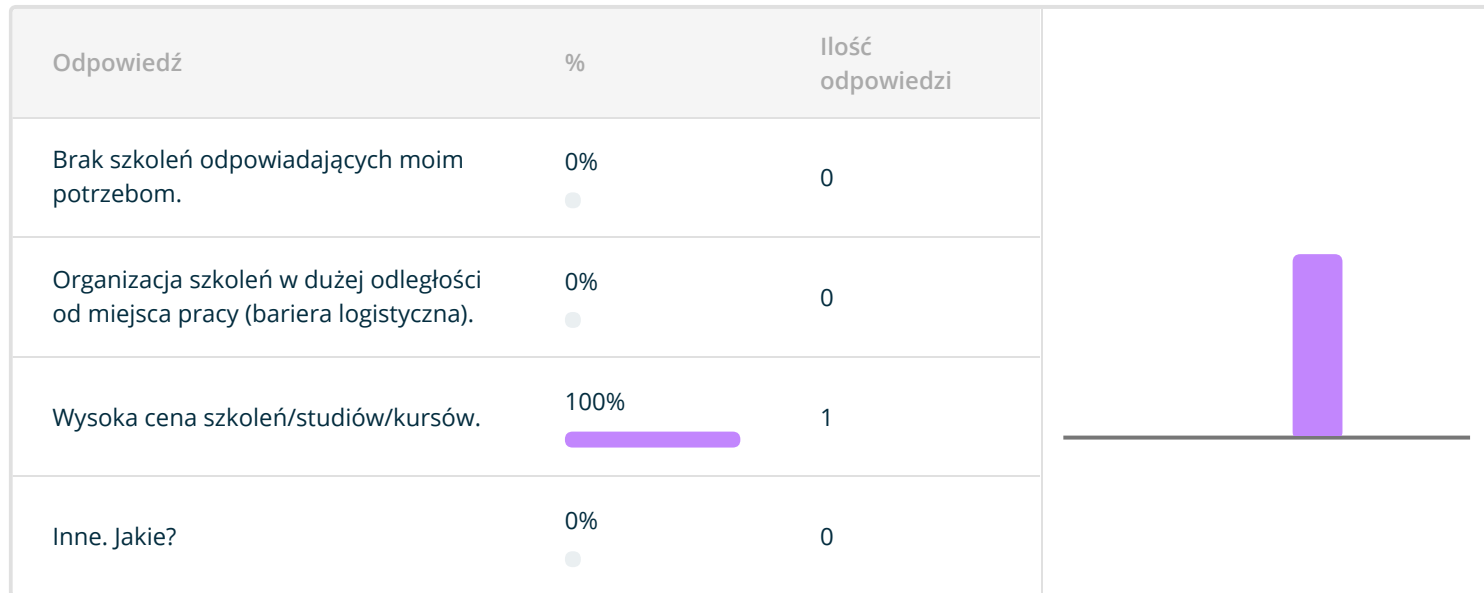 Odpowiedź
%
Ilość
odpowiedzi
Brak szkoleń odpowiadających moim
potrzebom.
0%
0
Organizacja szkoleń w dużej odległości
od miejsca pracy (bariera logistyczna).
0%
0
Wysoka cena szkoleń/studiów/kursów.
100%
1
Inne. Jakie?
0%
0